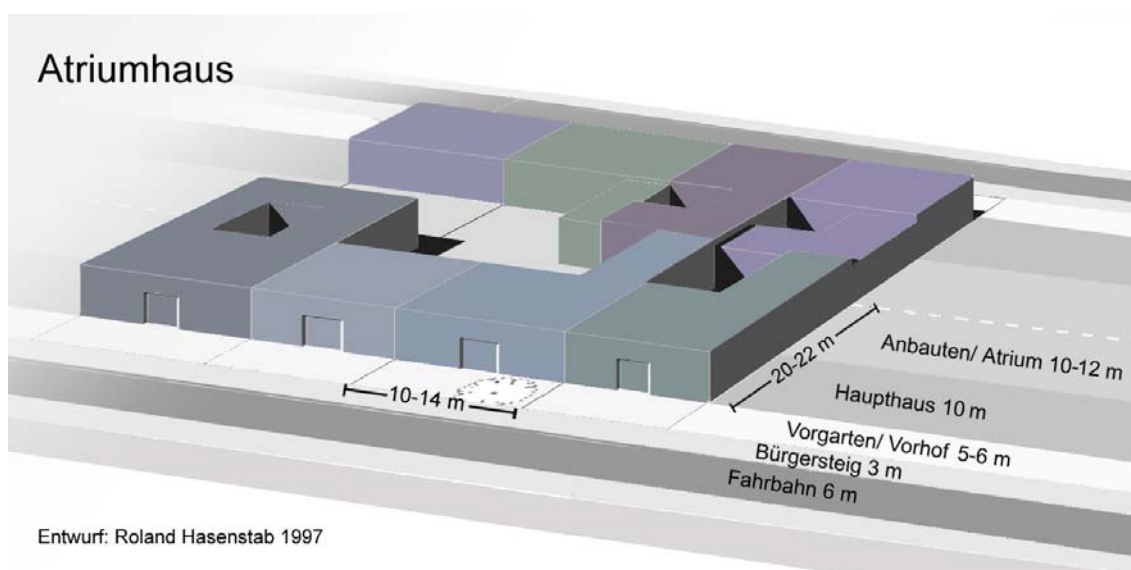 Atriumhaus
10-14 m
20-22 m
Anbauten/ Atrium 10-12 m
Haupthaus 10 m
Vorgarten/ Vorhof 5-6 m
Bürgersteig 3 m
Fahrbahn 6 m
Entwurf: Roland Hasenstab 1997